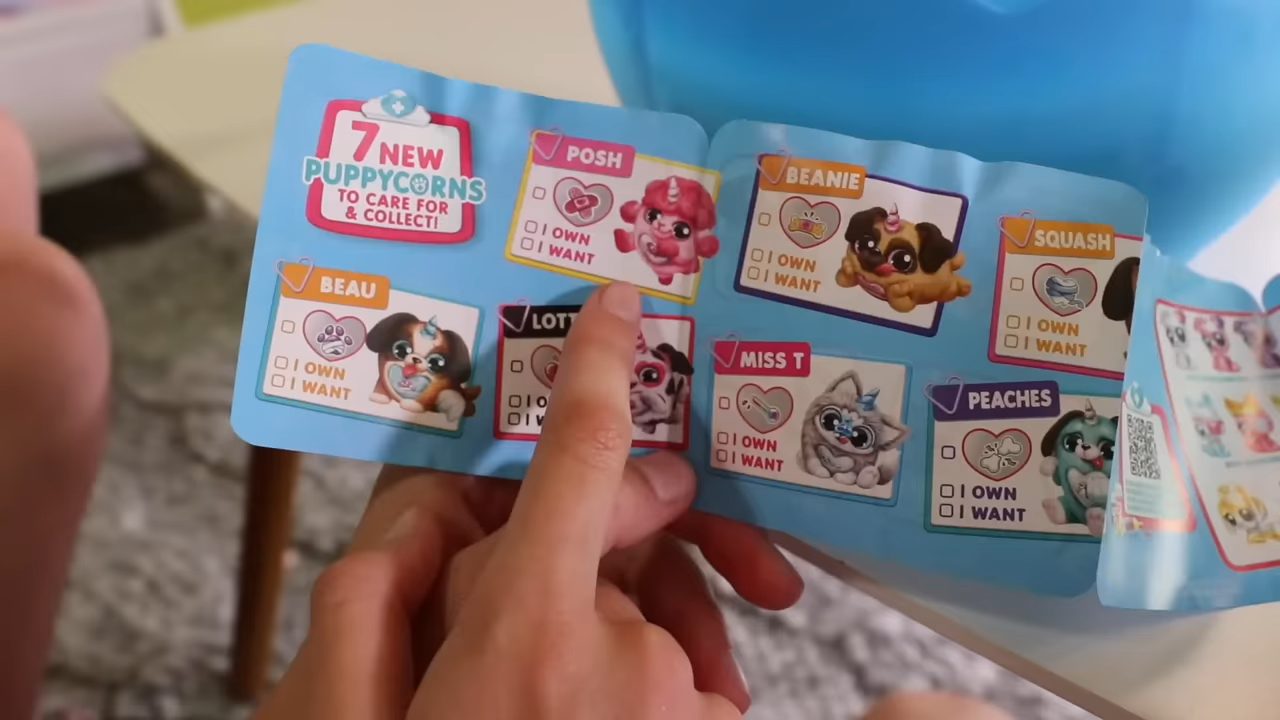 7 NEW
PUPPYCORNS
TO CARE FOR
& COLLECT!
POSH
I OWN
I WANT
BEANIE
I OWN
I WANT
SQUASH
I OWN
I WANT
BEAU
I OWN
I WANT
MISS T
I OWN
I WANT
PEACHES
I OWN
I WANT